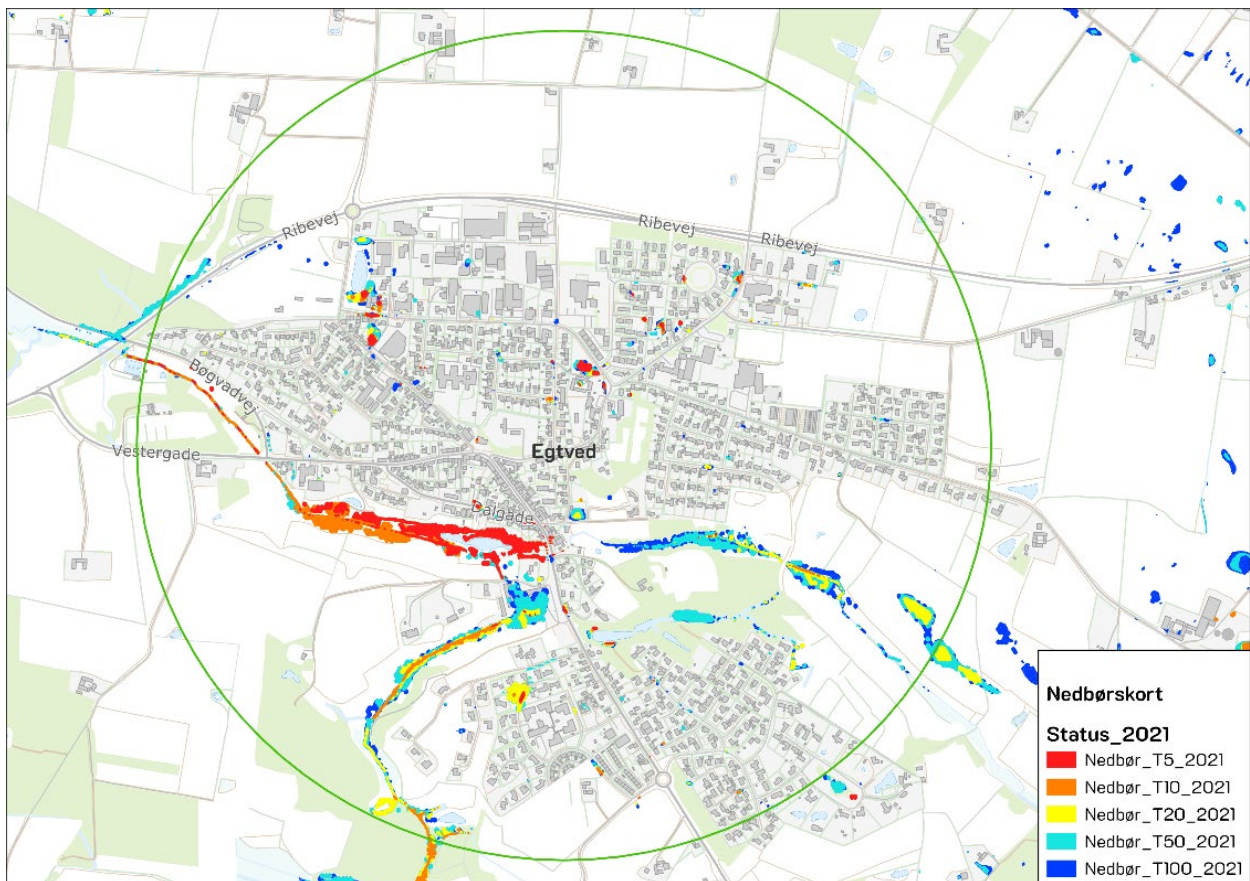 Ribevej
Ribevej
Ribevej
Bøgvadvej
Vestergade
Egtved
Dalgade
Nedbørskort
Status_2021
Nedbør_T5_2021
Nedbør_T10_2021
Nedbør_T20_2021
Nedbør_T50_2021
Nedbør_T100_2021